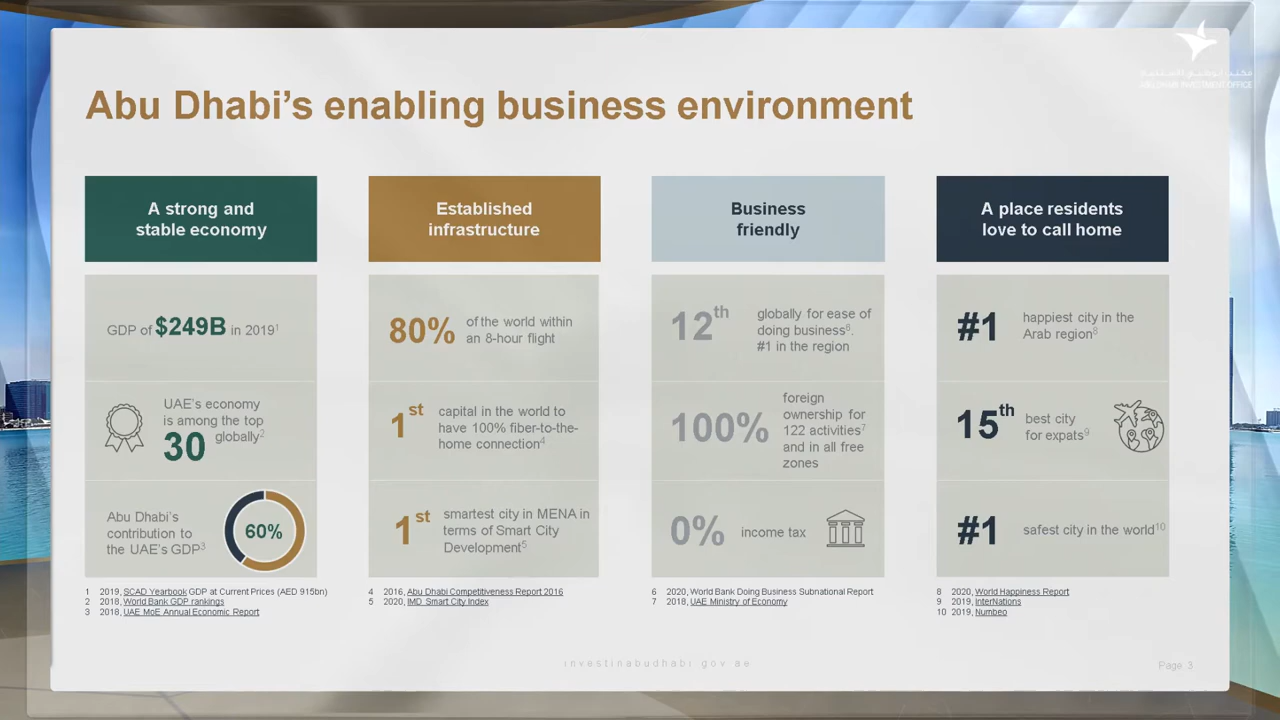 مكتب أبوظبي للاستثمار
ABU DHABI INVESTMENT OFFICE
Abu Dhabi's enabling business environment
A strong and
stable economy
GDP of $249B in 2019¹
UAE's economy
is among the top
30 globally²
Abu Dhabi's
contribution to
the UAE's GDP³
60%
1 2019, SCAD Yearbook GDP at Current Prices (AED 915bn)
2 2018, World Bank GDP rankings
3 2018, UAE MoE Annual Economic Report
Established
infrastructure
80% of the world within
an 8-hour flight
1st capital in the world to
have 100% fiber-to-the-
home connection⁴
1st smartest city in MENA in
terms of Smart City
Development⁵
4 2016, Abu Dhabi Competitiveness Report 2016
5 2020, IMD Smart City Index
Business
friendly
12th globally for ease of
doing business⁶.
#1 in the region
100% foreign
ownership for
122 activities⁷
and in all free
zones
0% income tax
6 2020, World Bank Doing Business Subnational Report
7 2018, UAE Ministry of Economy
A place residents
love to call home
#1 happiest city in the
Arab region⁸
15th best city
for expats⁹
#1 safest city in the world¹⁰
8 2020, World Happiness Report
9 2019, InterNations
10 2019, Numbeo
investinabudhabi.gov.ae
Page 3